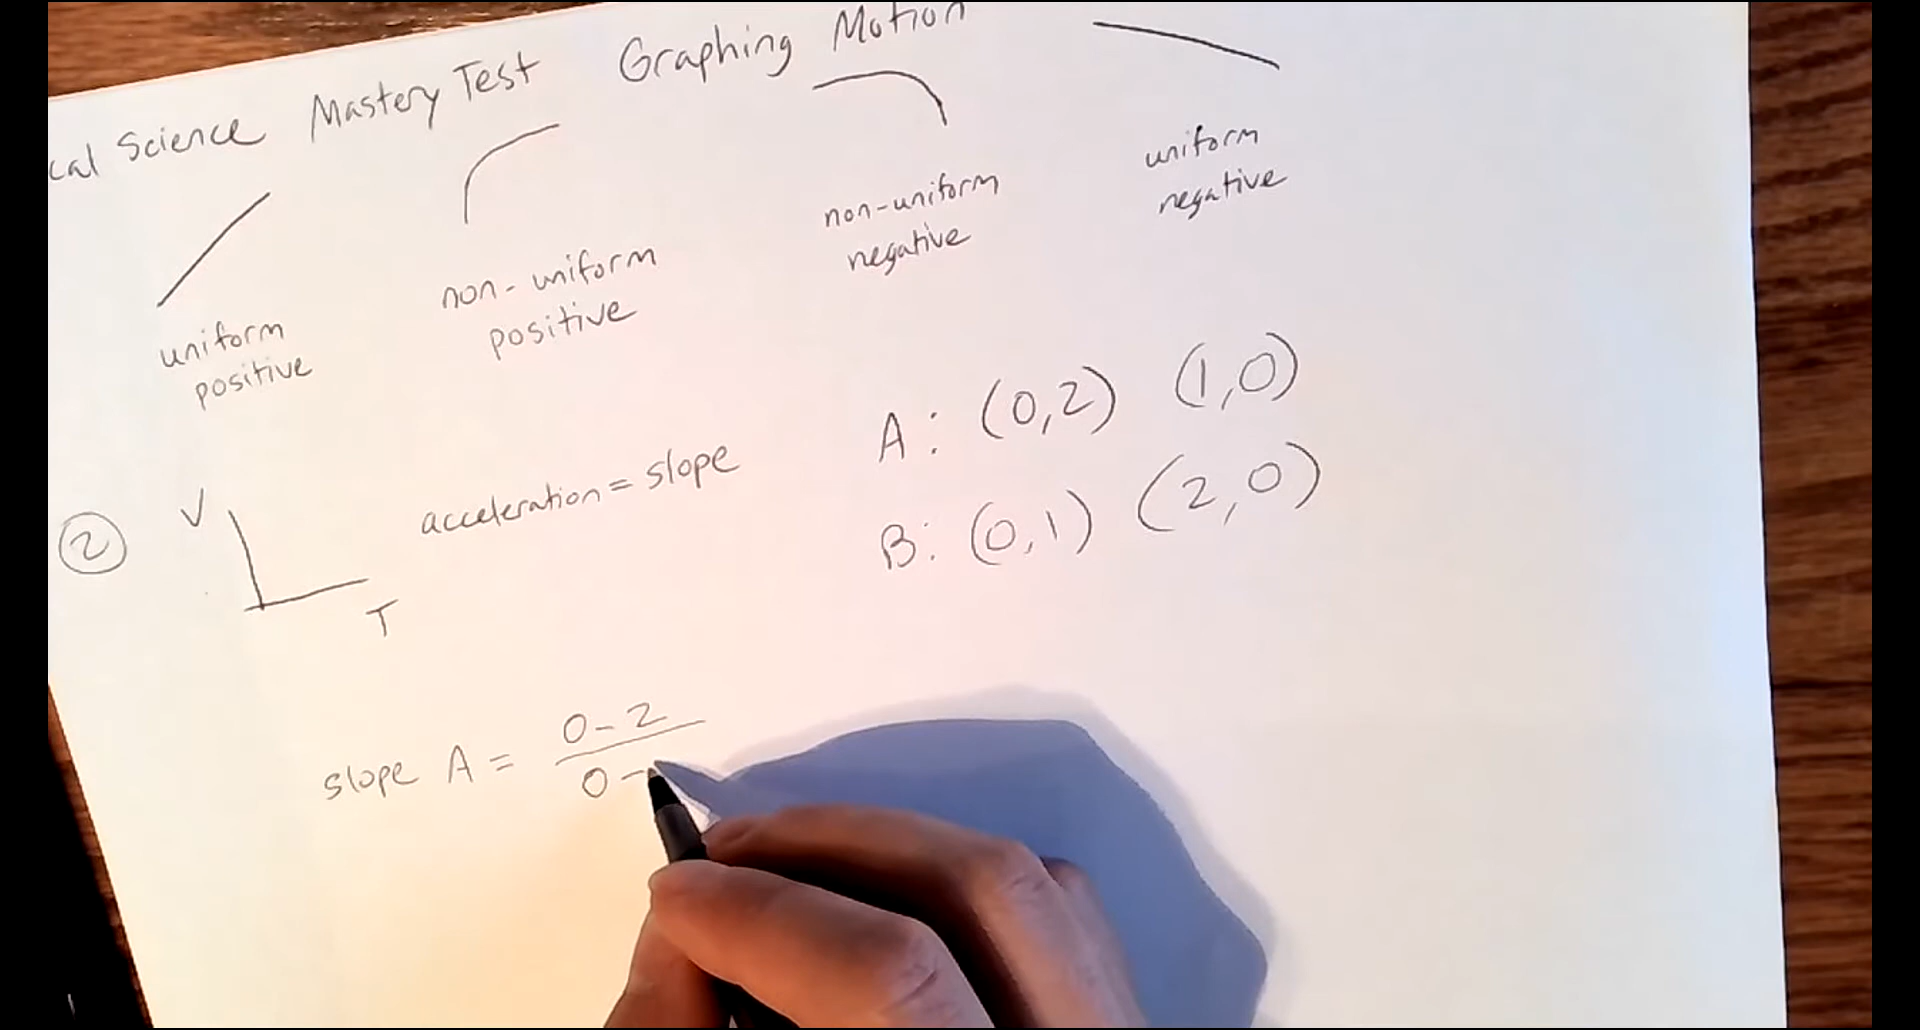 cal Science Mastery Test Graphing Motion
uniform
positive
non-uniform
positive
non-uniform
negative
uniform
negative
A: (0,2) (1,0)
B: (0,1) (2,0)
2
V
T
acceleration = slope
slope A =
0-2
0-